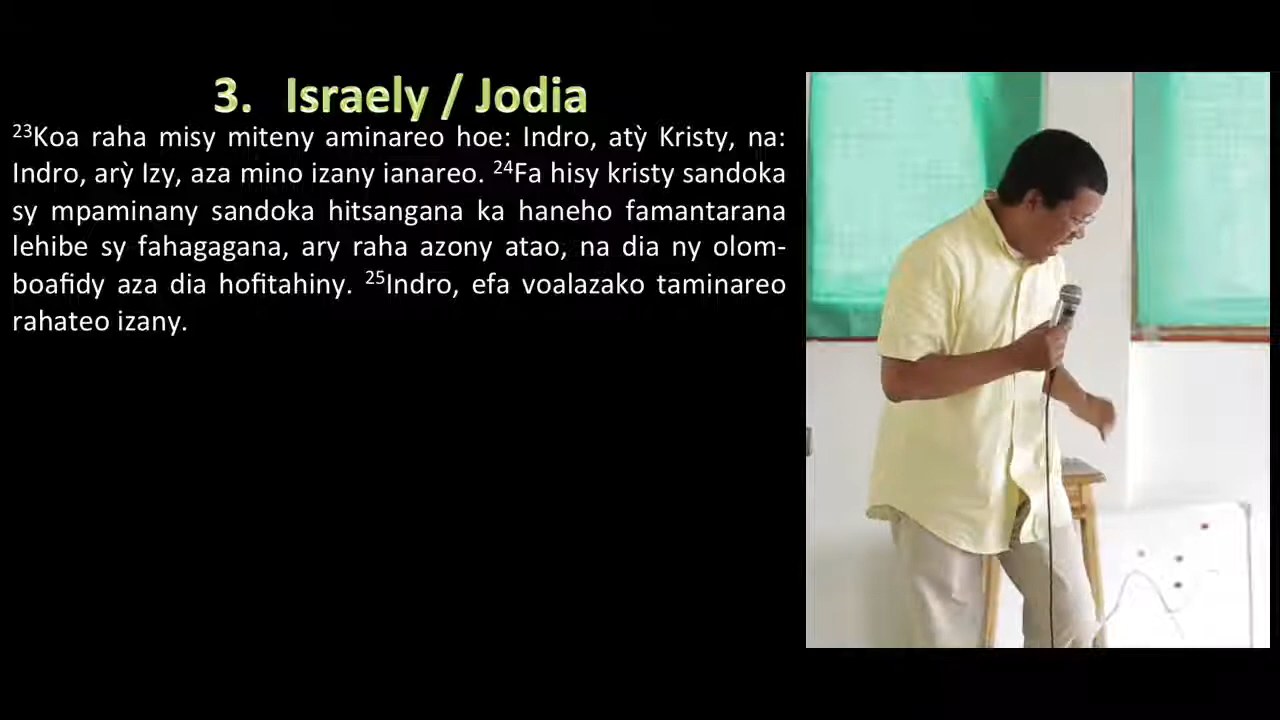 3. Israely / Jodia
²³Koa raha misy miteny aminareo hoe: Indro, atỳ Kristy, na:
Indro, arỳ Izy, aza mino izany ianareo. ²⁴Fa hisy kristy sandoka
sy mpaminany sandoka hitsangana ka haneho famantarana
lehibe sy fahagagana, ary raha azony atao, na dia ny olom-
boafidy aza dia hofitahiny. ²⁵Indro, efa voalazako taminareo
rahateo izany.